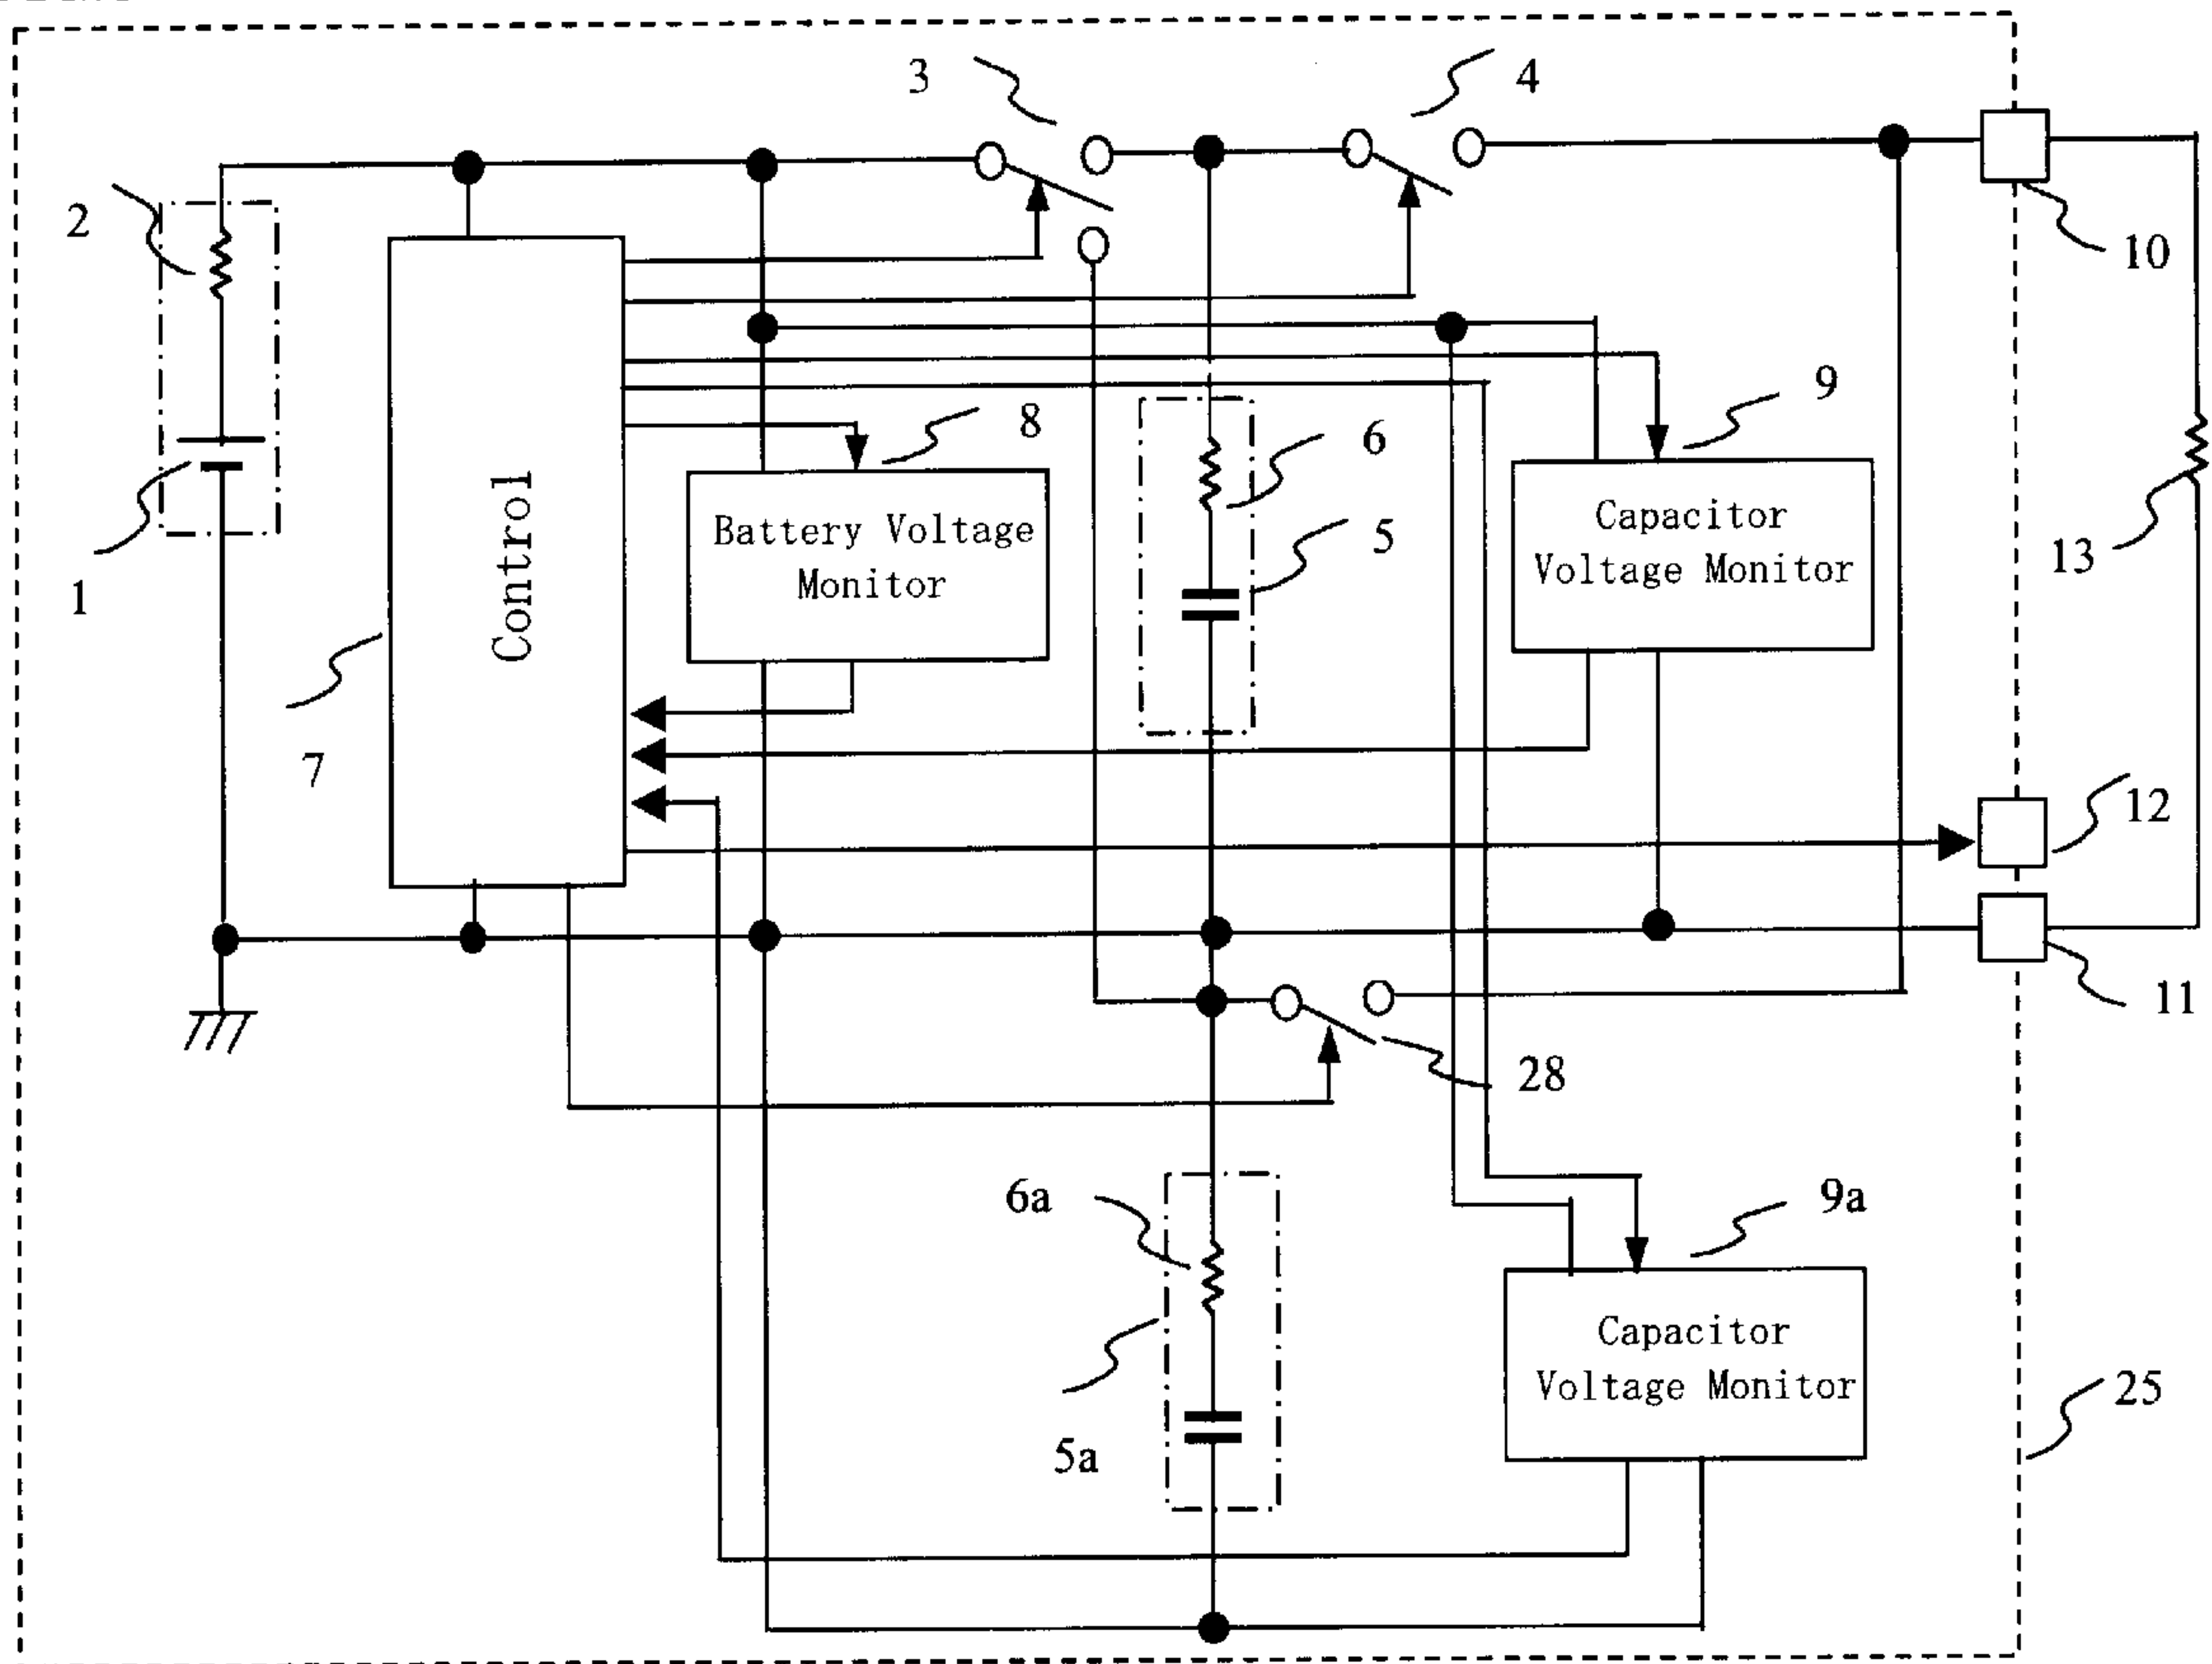 3
4
2
10
8
9
6
Control
Battery Voltage
Monitor
5
Capacitor
Voltage Monitor
13
1
7
12
11
28
6a
9a
Capacitor
Voltage Monitor
25
5a